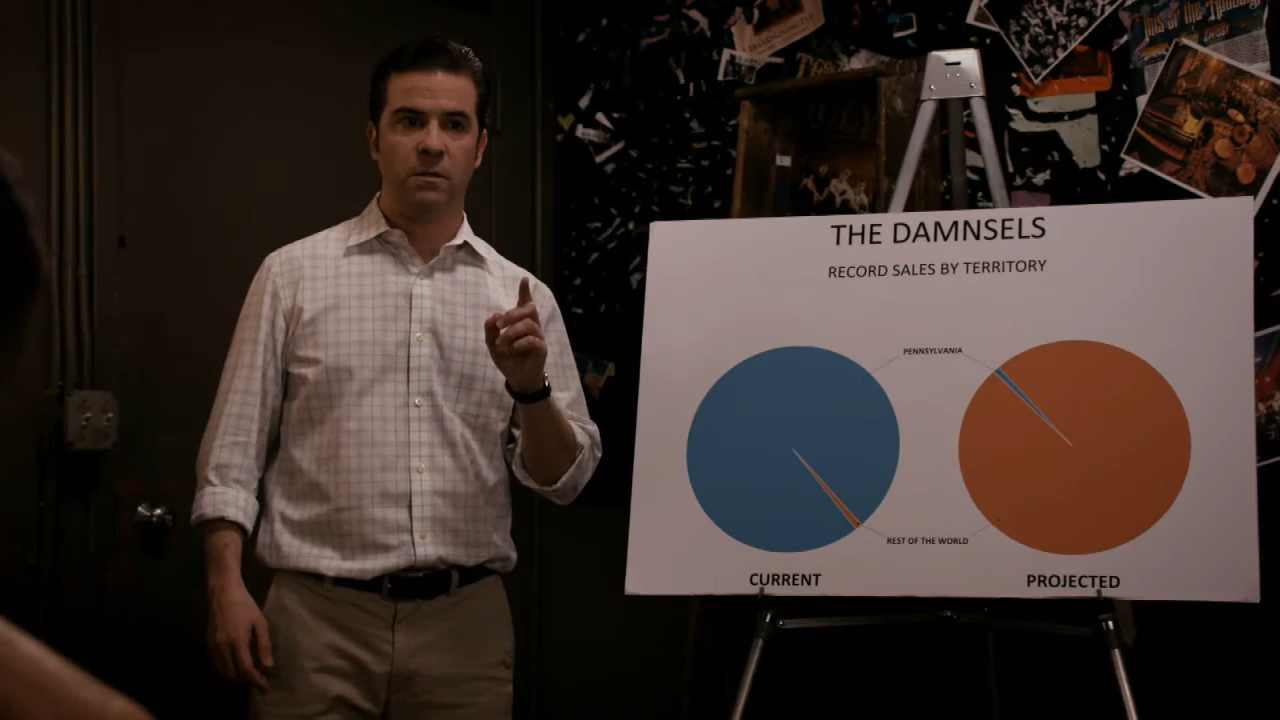 THE DAMNSELS
RECORD SALES BY TERRITORY
PENNSYLVANIA
REST OF THE WORLD
CURRENT
PROJECTED